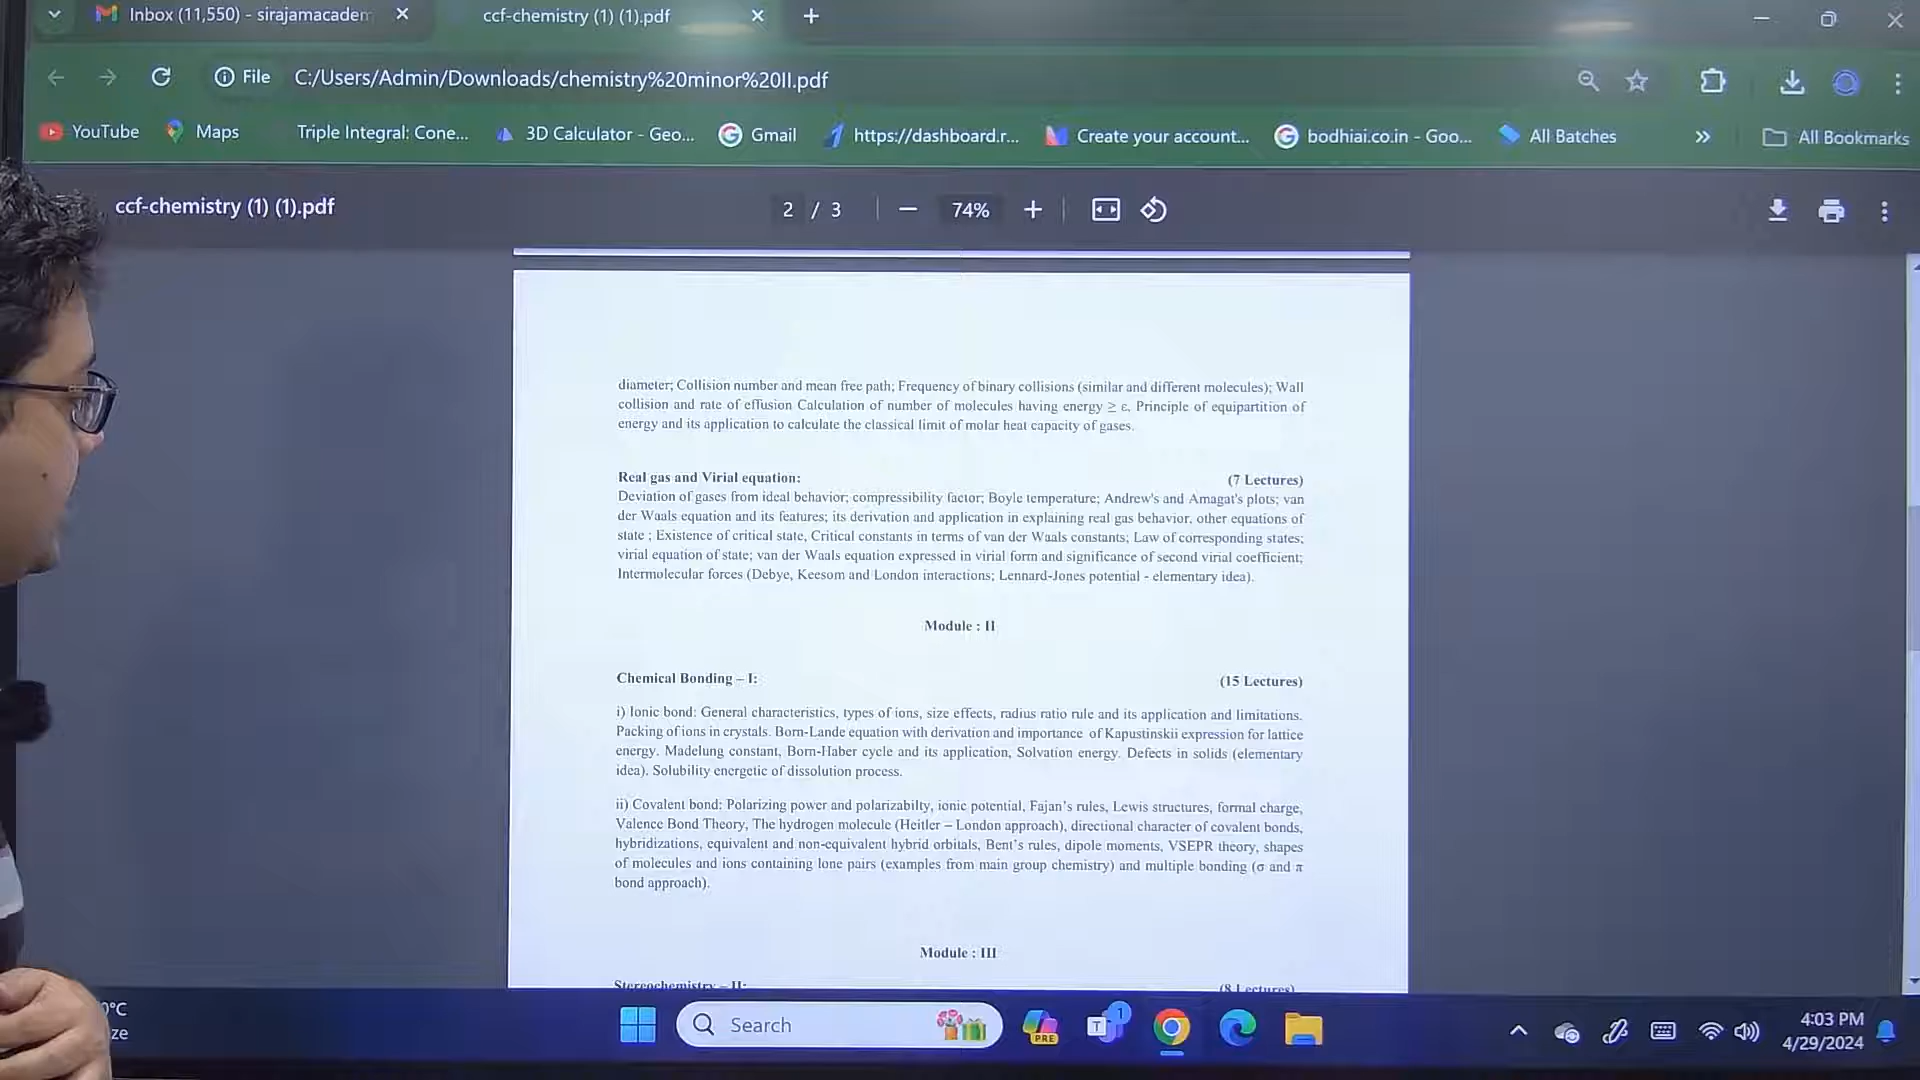 Inbox (11,550) - sirajamacadem
ccf-chemistry (1) (1).pdf
File C:/Users/Admin/Downloads/chemistry%20minor%20II.pdf
YouTube Maps Triple Integral: Cone... 3D Calculator - Geo... Gmail https://dashboard.r... Create your account... bodhiai.co.in - Goo... All Batches » All Bookmarks
ccf-chemistry (1) (1).pdf 2 / 3 74%
diameter; Collision number and mean free path; Frequency of binary collisions (similar and different molecules); Wall
collision and rate of effusion Calculation of number of molecules having energy ≥ ε, Principle of equipartition of
energy and its application to calculate the classical limit of molar heat capacity of gases.
Real gas and Virial equation: (7 Lectures)
Deviation of gases from ideal behavior; compressibility factor; Boyle temperature; Andrew's and Amagat's plots; van
der Waals equation and its features; its derivation and application in explaining real gas behavior, other equations of
state ; Existence of critical state, Critical constants in terms of van der Waals constants; Law of corresponding states;
virial equation of state; van der Waals equation expressed in virial form and significance of second virial coefficient;
Intermolecular forces (Debye, Keesom and London interactions; Lennard-Jones potential - elementary idea).
Module : II
Chemical Bonding – I: (15 Lectures)
i) Ionic bond: General characteristics, types of ions, size effects, radius ratio rule and its application and limitations.
Packing of ions in crystals. Born-Lande equation with derivation and importance of Kapustinskii expression for lattice
energy. Madelung constant, Born-Haber cycle and its application, Solvation energy. Defects in solids (elementary
idea). Solubility energetic of dissolution process.
ii) Covalent bond: Polarizing power and polarizabilty, ionic potential, Fajan's rules, Lewis structures, formal charge,
Valence Bond Theory, The hydrogen molecule (Heitler – London approach), directional character of covalent bonds,
hybridizations, equivalent and non-equivalent hybrid orbitals, Bent's rules, dipole moments, VSEPR theory, shapes
of molecules and ions containing lone pairs (examples from main group chemistry) and multiple bonding (σ and π
bond approach).
Module : III
Stereochemistry – II: (8 Lectures)
0°C
ze
Search
PRE
T
1
4:03 PM
4/29/2024